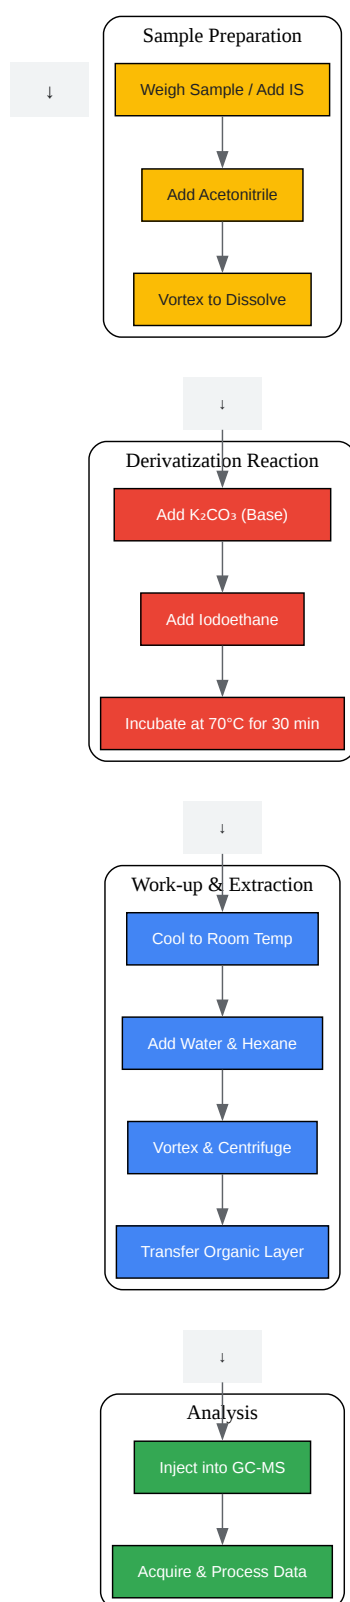 Sample Preparation
↓
Weigh Sample / Add IS
Add Acetonitrile
Vortex to Dissolve
↓
Derivatization Reaction
Add K₂CO₃ (Base)
Add Iodoethane
Incubate at 70°C for 30 min
↓
Work-up & Extraction
Cool to Room Temp
Add Water & Hexane
Vortex & Centrifuge
Transfer Organic Layer
↓
Analysis
Inject into GC-MS
Acquire & Process Data